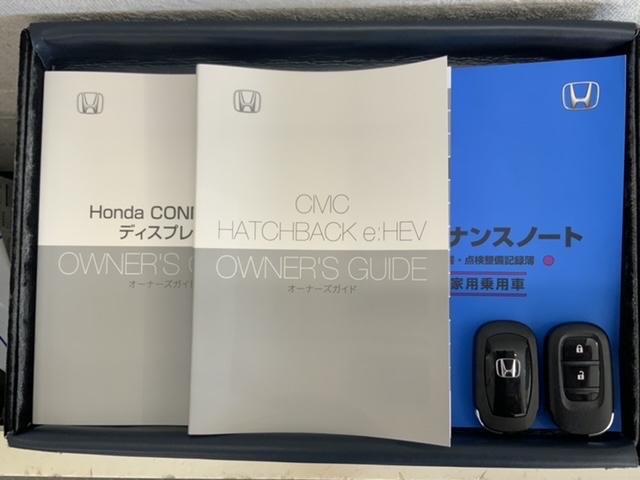 Honda CONN
ディスプレ
OWNER'S G
オーナーズガイド
CMC
HATCHBACK e:HEV
OWNER'S GUIDE
オーナーズガイド
ナンスノート
・点検整備記録簿
家用乗用車